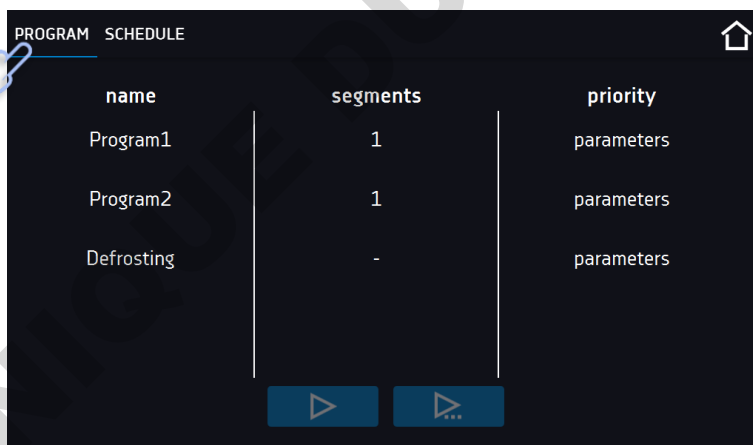 PROGRAM SCHEDULE
name segments priority
Program1 1 parameters
Program2 1 parameters
Defrosting - parameters